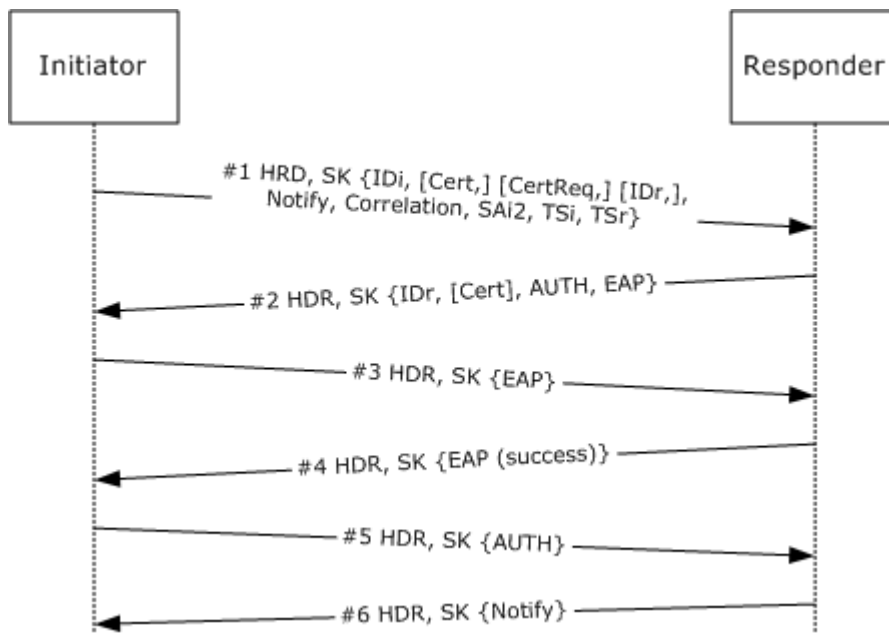 Initiator
Responder
#1 HRD, SK {IDi, [Cert,] [CertReq,] [IDr,],
Notify, Correlation, SAi2, TSi, TSr}
#2 HDR, SK {IDr, [Cert], AUTH, EAP}
#3 HDR, SK {EAP}
#4 HDR, SK {EAP (success)}
#5 HDR, SK {AUTH}
#6 HDR, SK {Notify}